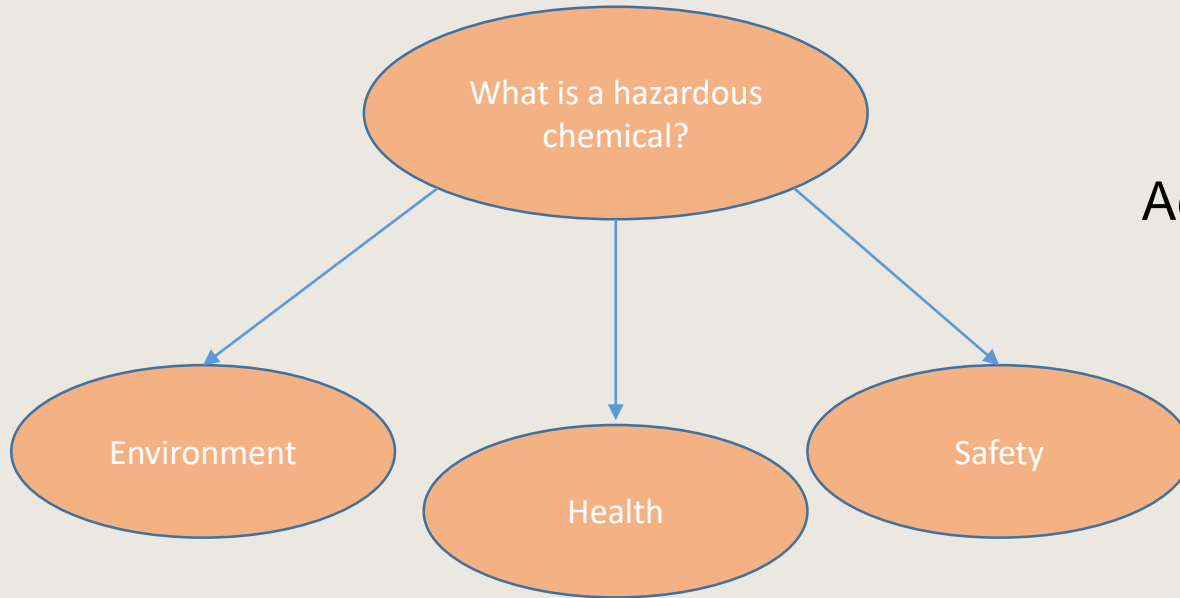 What is a hazardous
chemical?
Environment
Health
Safety